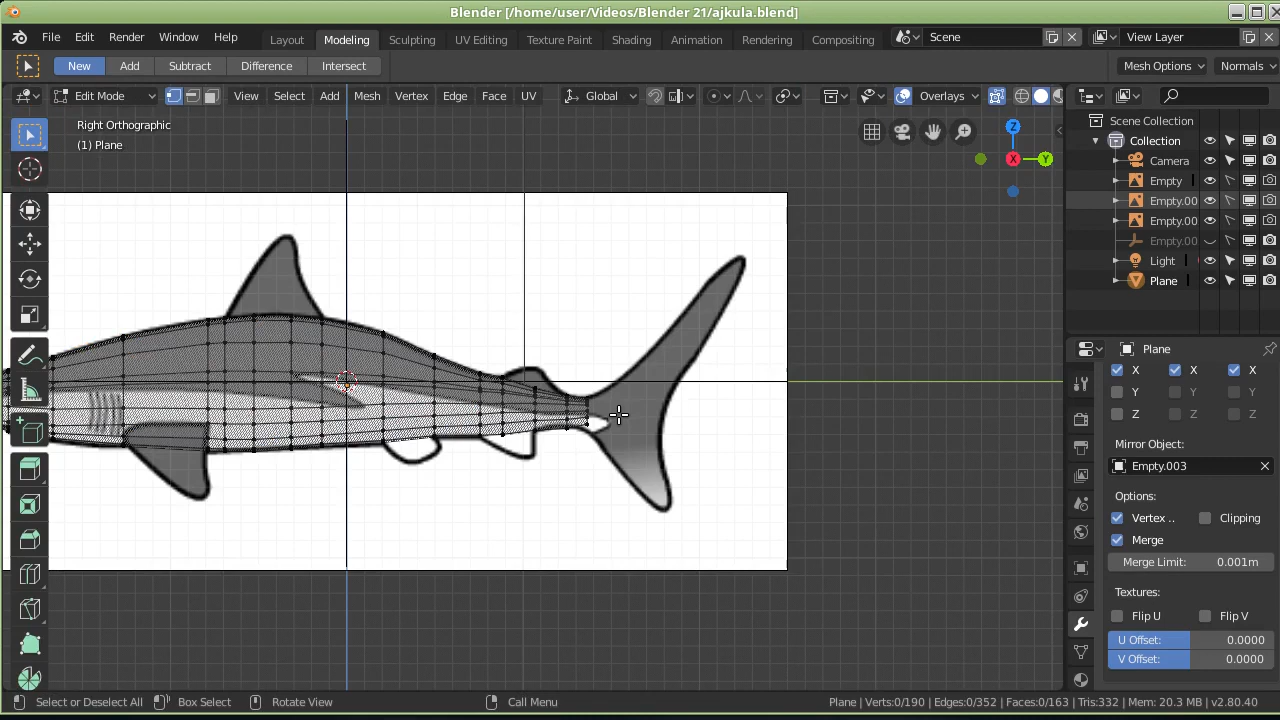 Blender [/home/user/Videos/Blender 21/ajkula.blend]
File Edit Render Window Help Layout Modeling Sculpting UV Editing Texture Paint Shading Animation Rendering Compositing Scene View Layer
New Add Subtract Difference Intersect Mesh Options Normals
Edit Mode View Select Add Mesh Vertex Edge Face UV Global Overlays
Right Orthographic
(1) Plane
Z
X
Y
Scene Collection
Collection
Camera
Empty
Empty.00
Empty.00
Empty.00
Light
Plane
Plane
X X X
Y Y Y
Z Z Z
Mirror Object:
Empty.003
Options:
Vertex .. Clipping
Merge
Merge Limit: 0.001m
Textures:
Flip U Flip V
U Offset: 0.0000
V Offset: 0.0000
Select or Deselect All Box Select Rotate View Call Menu Plane | Verts:0/190 | Edges:0/352 | Faces:0/163 | Tris:332 | Mem: 20.3 MB | v2.80.40